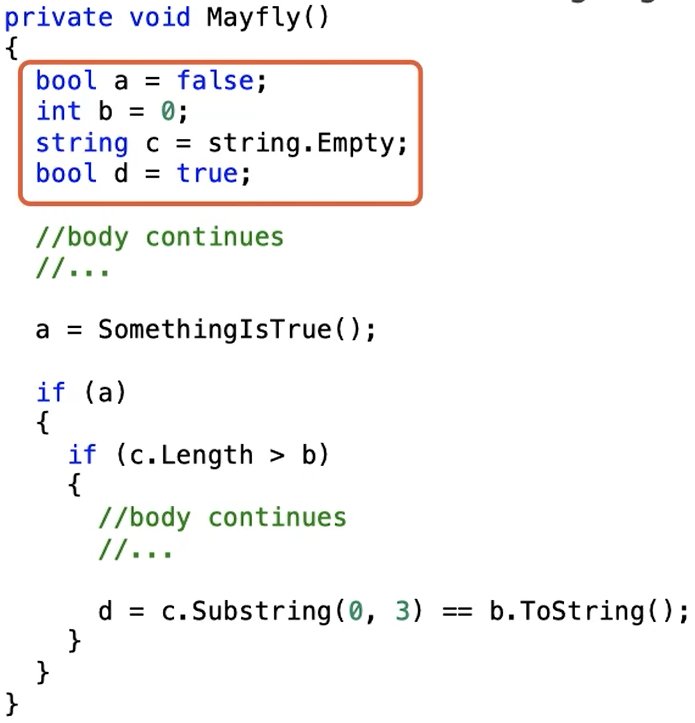 private void Mayfly()
{
bool a = false;
int b = 0;
string c = string.Empty;
bool d = true;
//body continues
//...
a = SomethingIsTrue();
if (a)
{
if (c.Length > b)
{
//body continues
//...
d = c.Substring(0, 3) == b.ToString();
}
}
}